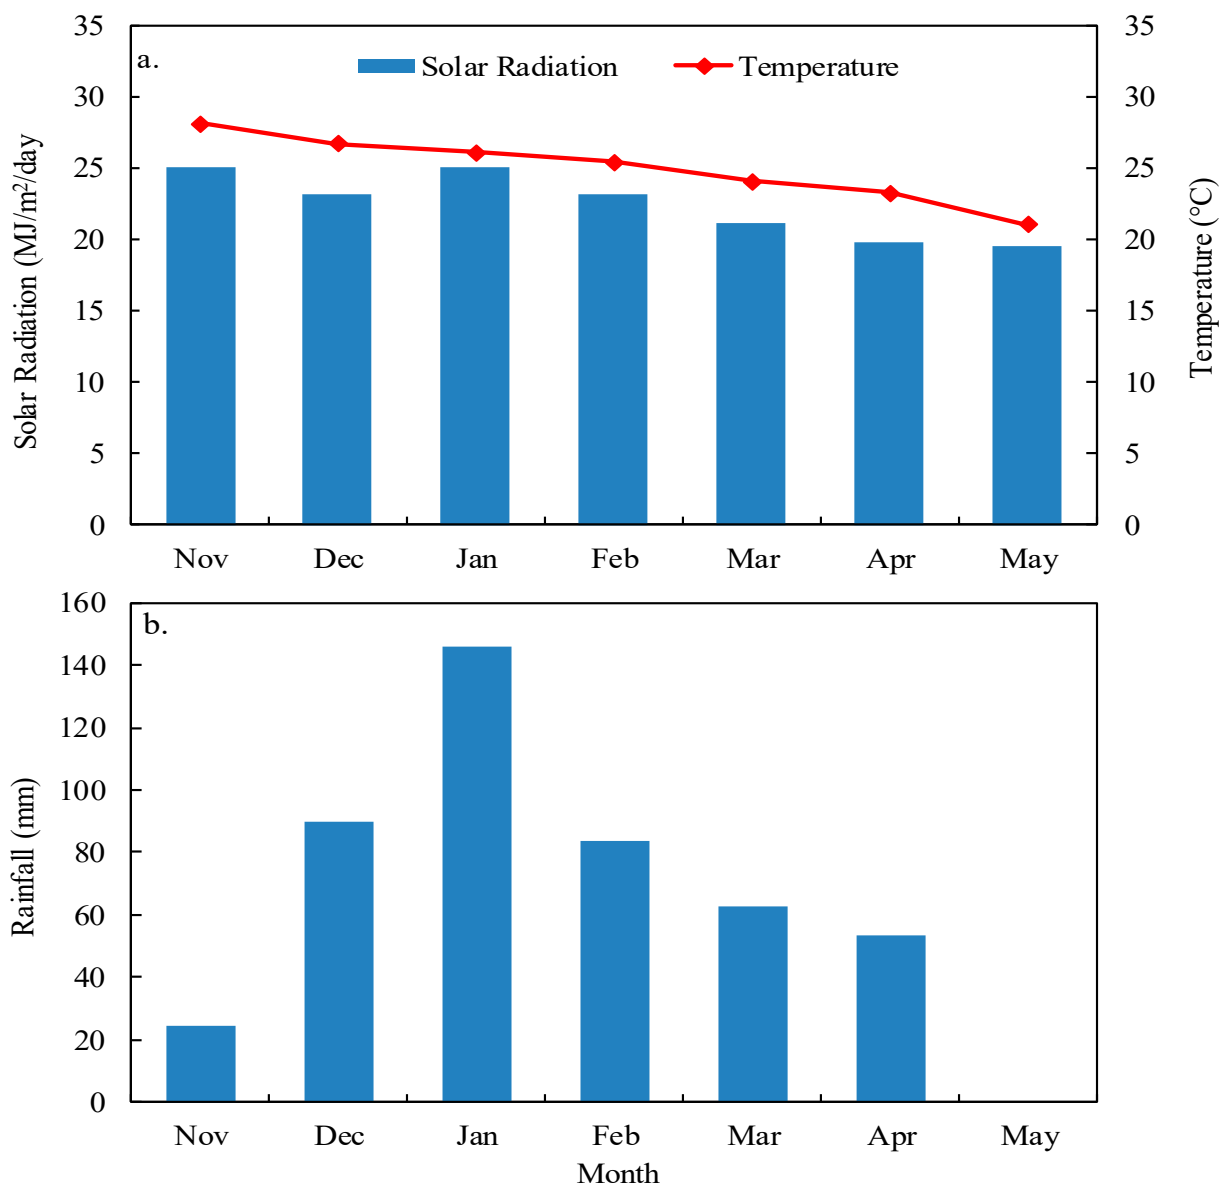 a.
Solar Radiation
Temperature
35
30
25
20
15
10
5
0
Solar Radiation (MJ/m²/day
35
30
25
20
15
10
5
0
Temperature (°C)
Nov Dec Jan Feb Mar Apr May
b.
160
140
120
100
80
60
40
20
0
Rainfall (mm)
Nov Dec Jan Feb Mar Apr May
Month